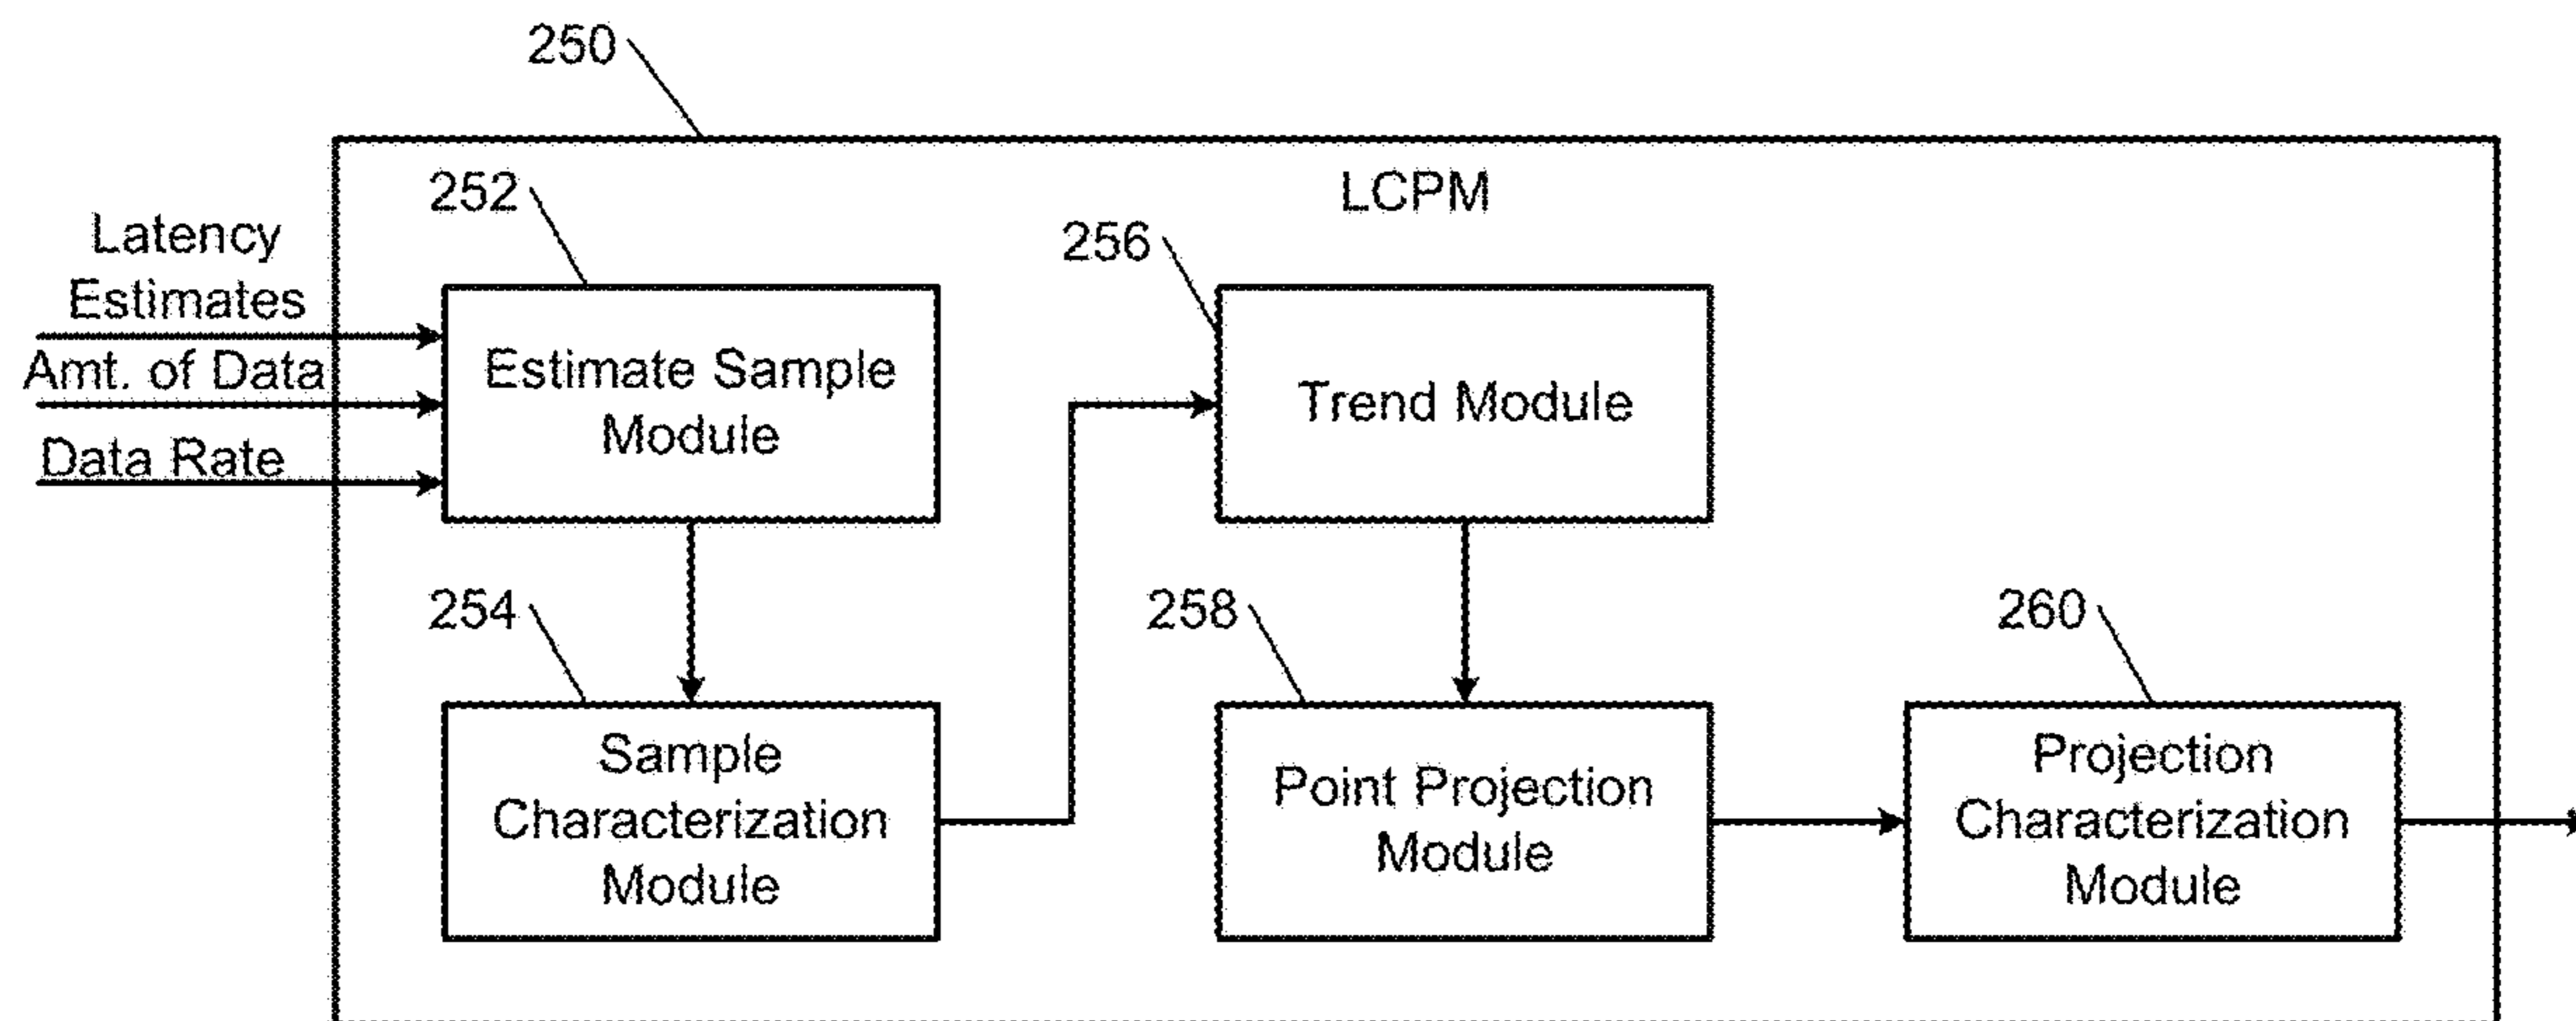 250
LCPM
252
Latency
Estimates
Amt. of Data
Data Rate
Estimate Sample
Module
256
Trend Module
254
Sample
Characterization
Module
258
Point Projection
Module
260
Projection
Characterization
Module